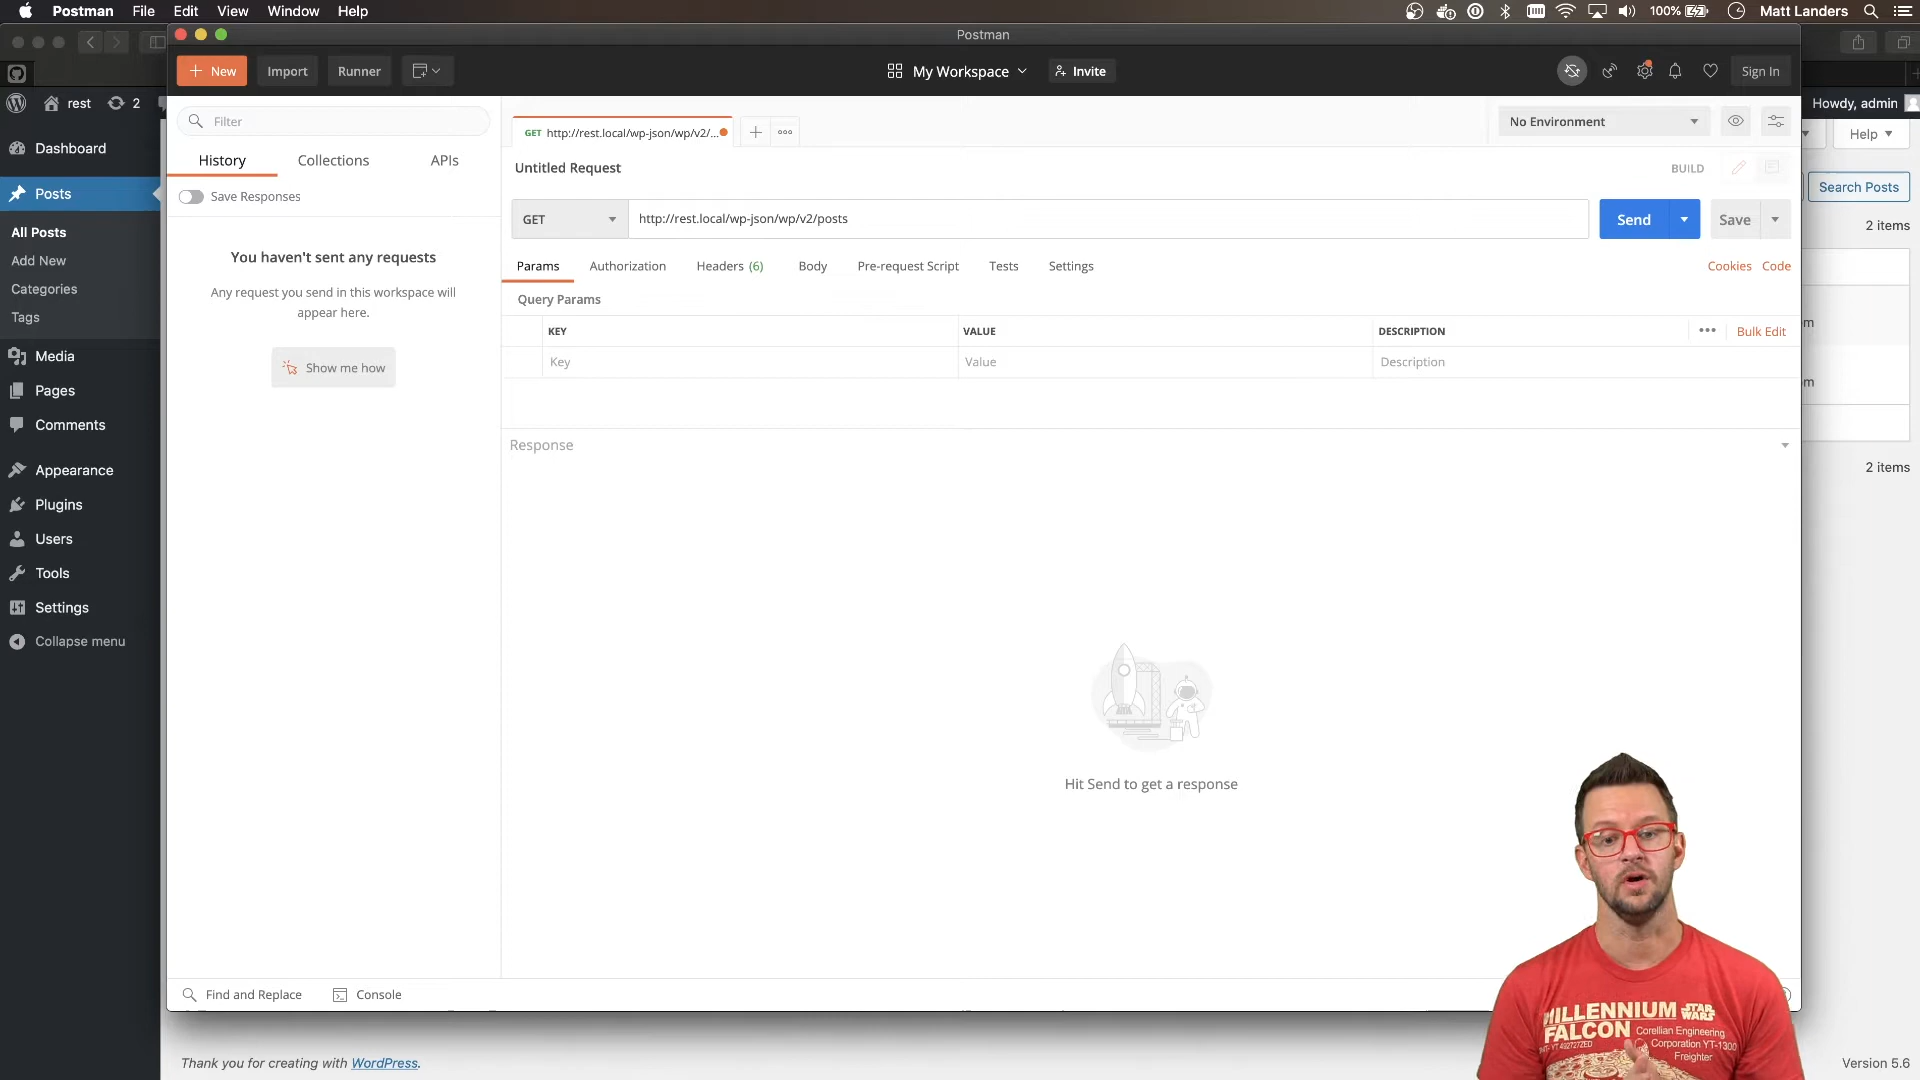 Postman File Edit View Window Help
100% Matt Landers
Postman
New Import Runner My Workspace Invite Sign In
rest 2
Howdy, admin
Filter
GET http://rest.local/wp-json/wp/v2/...
No Environment
Help
Dashboard
History Collections APIs
Untitled Request
BUILD
Posts
Save Responses
Search Posts
GET http://rest.local/wp-json/wp/v2/posts Send Save
2 items
All Posts
Add New
Categories
Tags
You haven't sent any requests
Any request you send in this workspace will
appear here.
Show me how
Params Authorization Headers (6) Body Pre-request Script Tests Settings Cookies Code
Query Params
KEY VALUE DESCRIPTION Bulk Edit
Key Value Description
m
m
Media
Pages
Comments
Appearance
Plugins
Users
Tools
Settings
Collapse menu
Response
2 items
Hit Send to get a response
Find and Replace Console
MILLENNIUM STAR WARS
FALCON Corellian Engineering
Corporation YT-1300
Freighter
Thank you for creating with WordPress.
Version 5.6